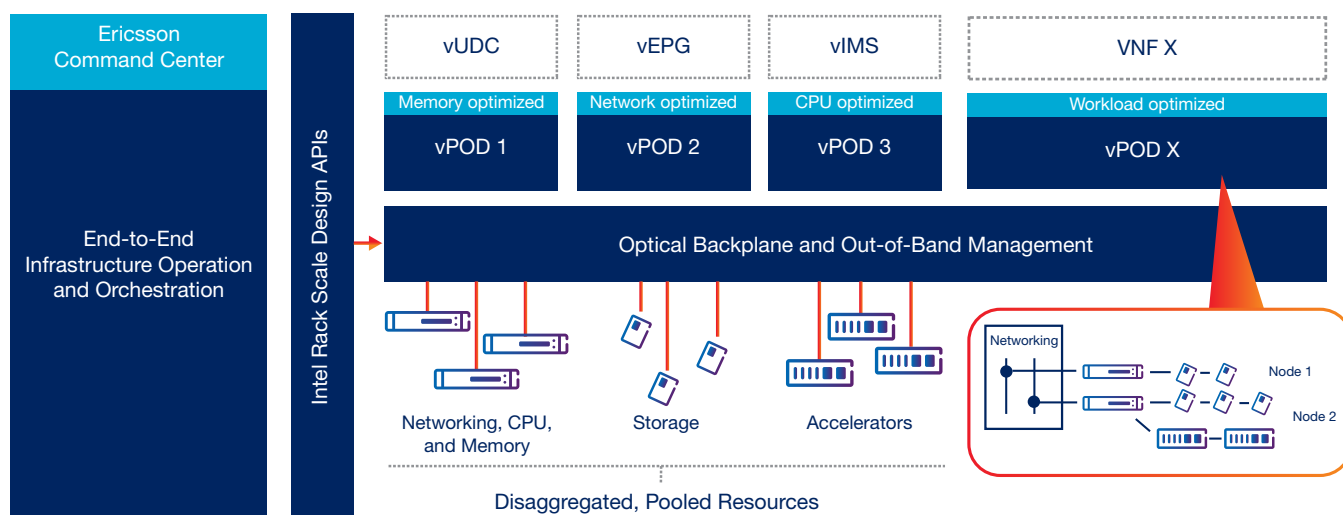 Ericsson
Command Center
End-to-End
Infrastructure Operation
and Orchestration
Intel Rack Scale Design APIs
vUDC
vEPG
vIMS
VNF X
Memory optimized
Network optimized
CPU optimized
Workload optimized
vPOD 1
vPOD 2
vPOD 3
vPOD X
Optical Backplane and Out-of-Band Management
Networking, CPU,
and Memory
Storage
Accelerators
Disaggregated, Pooled Resources
Networking
Node 1
Node 2